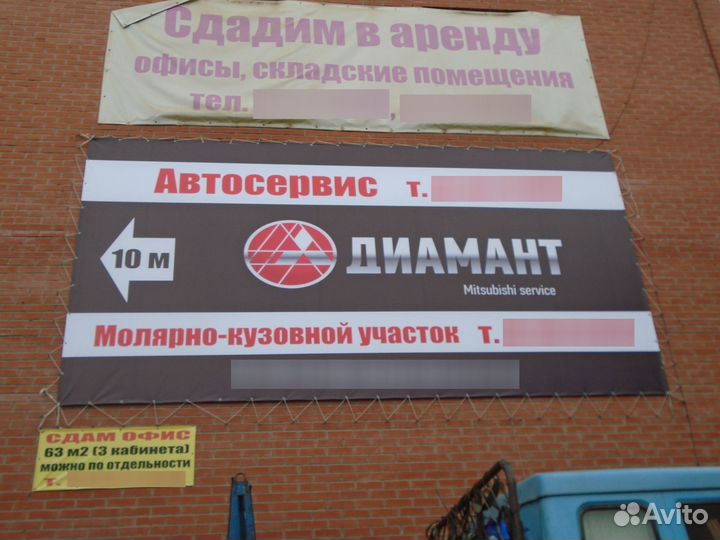 Сдадим в аренду
офисы, складские помещения
тел. ,
Автосервис т.
10 м
ДИАМАНТ
Mitsubishi service
Молярно-кузовной участок т.
СДАМ ОФИС
63 м2 (3 кабинета)
можно по отдельности
т.
Avito